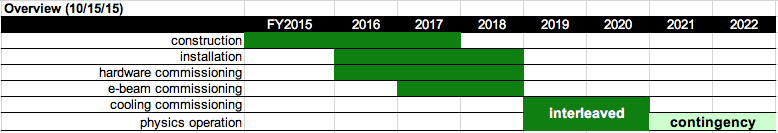 Overview (10/15/15)
FY2015 2016 2017 2018 2019 2020 2021 2022
construction
installation
hardware commissioning
e-beam commissioning
cooling commissioning
interleaved
physics operation contingency